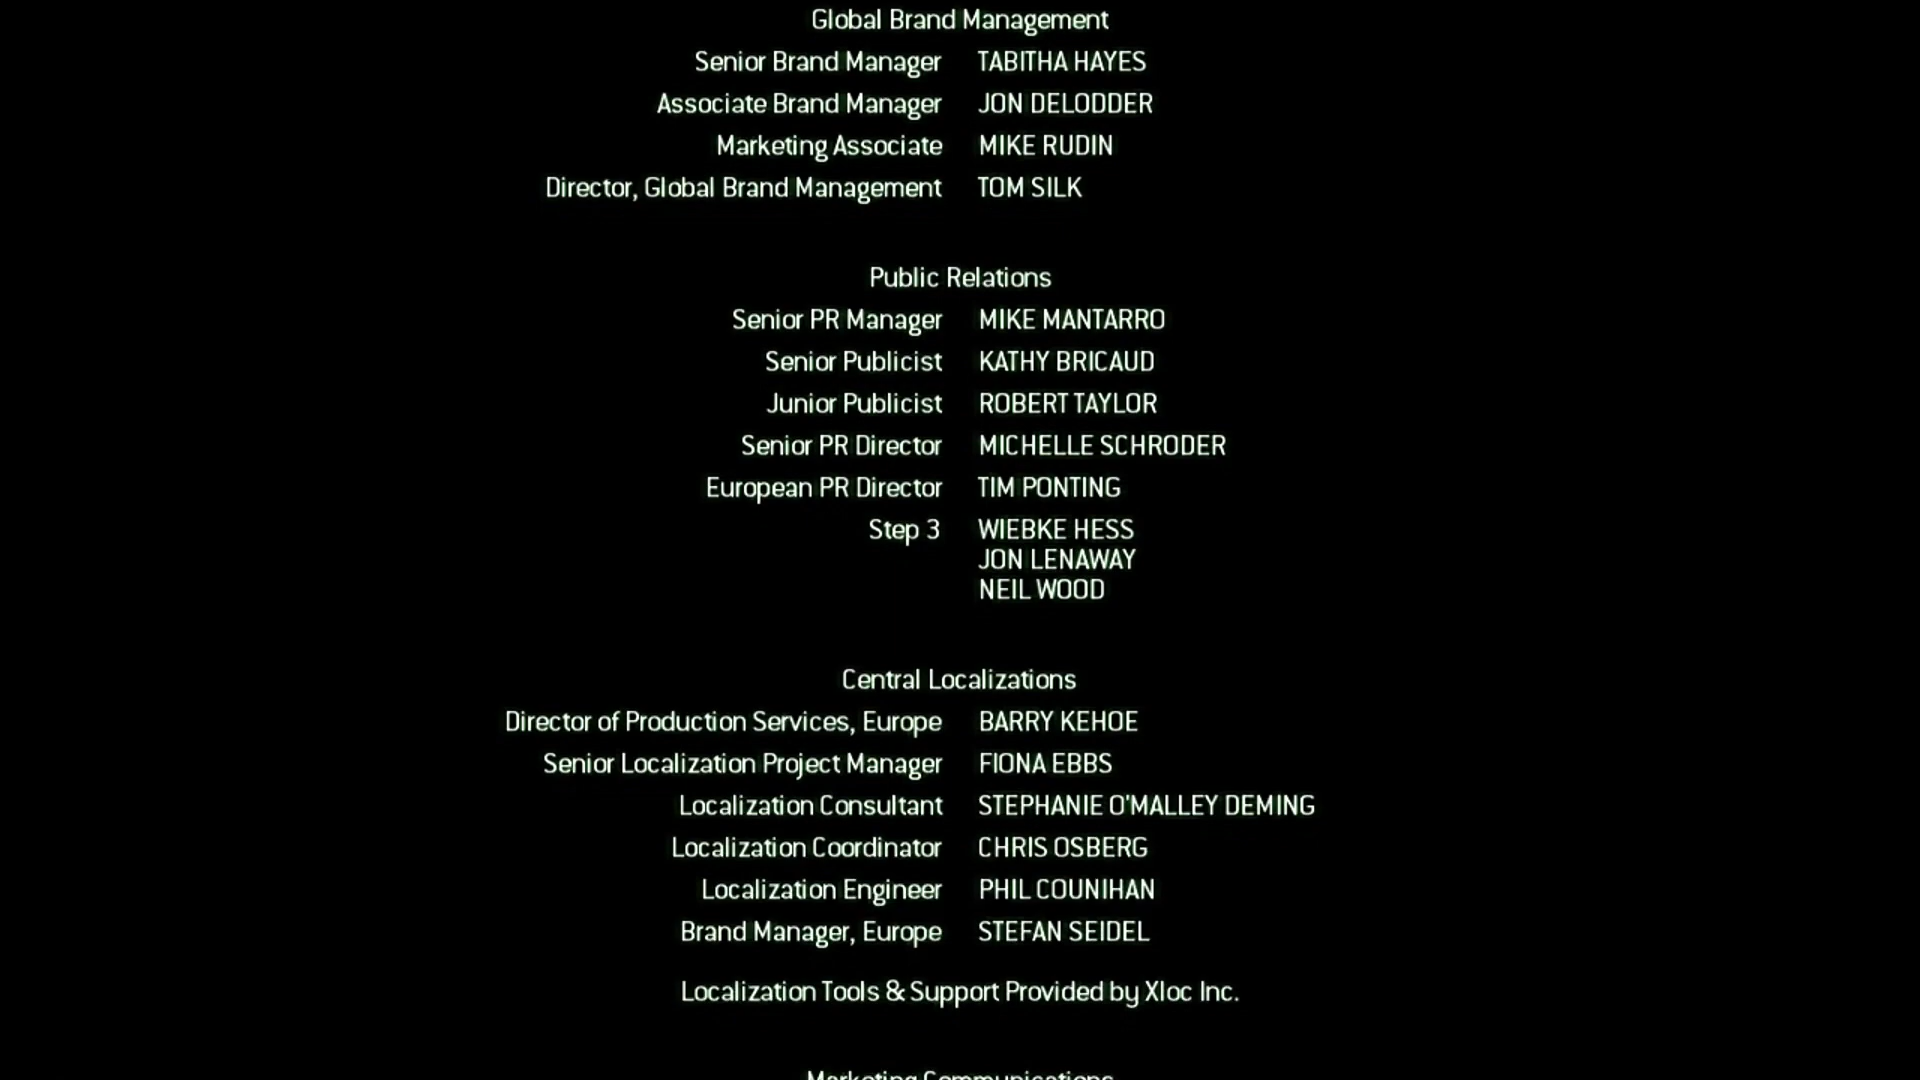 Global Brand Management
Senior Brand Manager TABITHA HAYES
Associate Brand Manager JON DELODDER
Marketing Associate MIKE RUDIN
Director, Global Brand Management TOM SILK
Public Relations
Senior PR Manager MIKE MANTARRO
Senior Publicist KATHY BRICAUD
Junior Publicist ROBERT TAYLOR
Senior PR Director MICHELLE SCHRODER
European PR Director TIM PONTING
Step 3 WIEBKE HESS
JON LENAWAY
NEIL WOOD
Central Localizations
Director of Production Services, Europe BARRY KEHOE
Senior Localization Project Manager FIONA EBBS
Localization Consultant STEPHANIE O'MALLEY DEMING
Localization Coordinator CHRIS OSBERG
Localization Engineer PHIL COUNIHAN
Brand Manager, Europe STEFAN SEIDEL
Localization Tools & Support Provided by Xloc Inc.
Marketing Communications